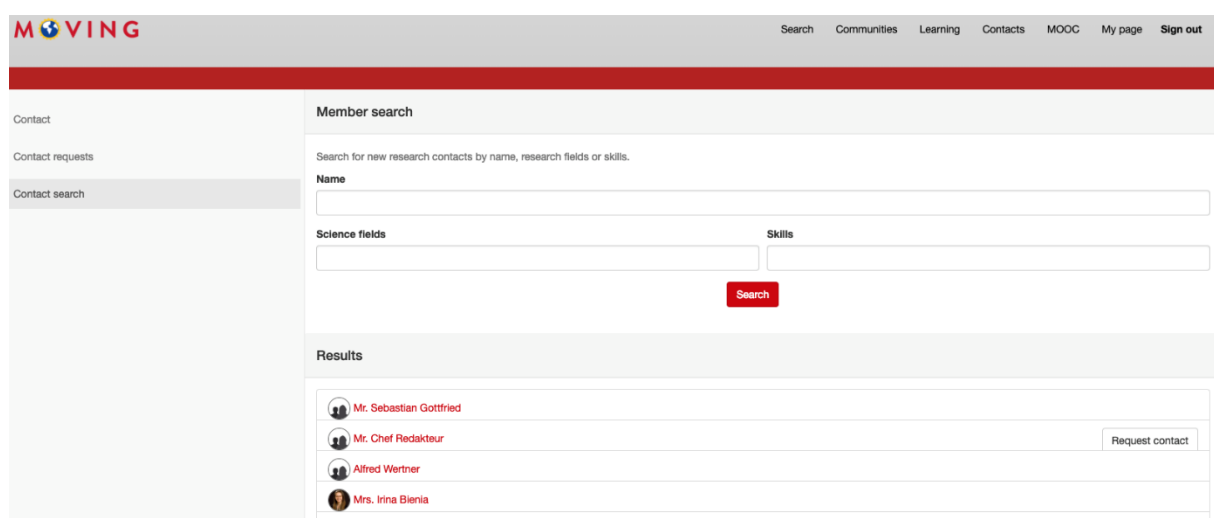 MOVING
Search Communities Learning Contacts MOOC My page Sign out
Contact
Contact requests
Contact search
Member search
Search for new research contacts by name, research fields or skills.
Name
Science fields Skills
Search
Results
Mr. Sebastian Gottfried
Mr. Chef Redakteur Request contact
Alfred Wertner
Mrs. Irina Bienia